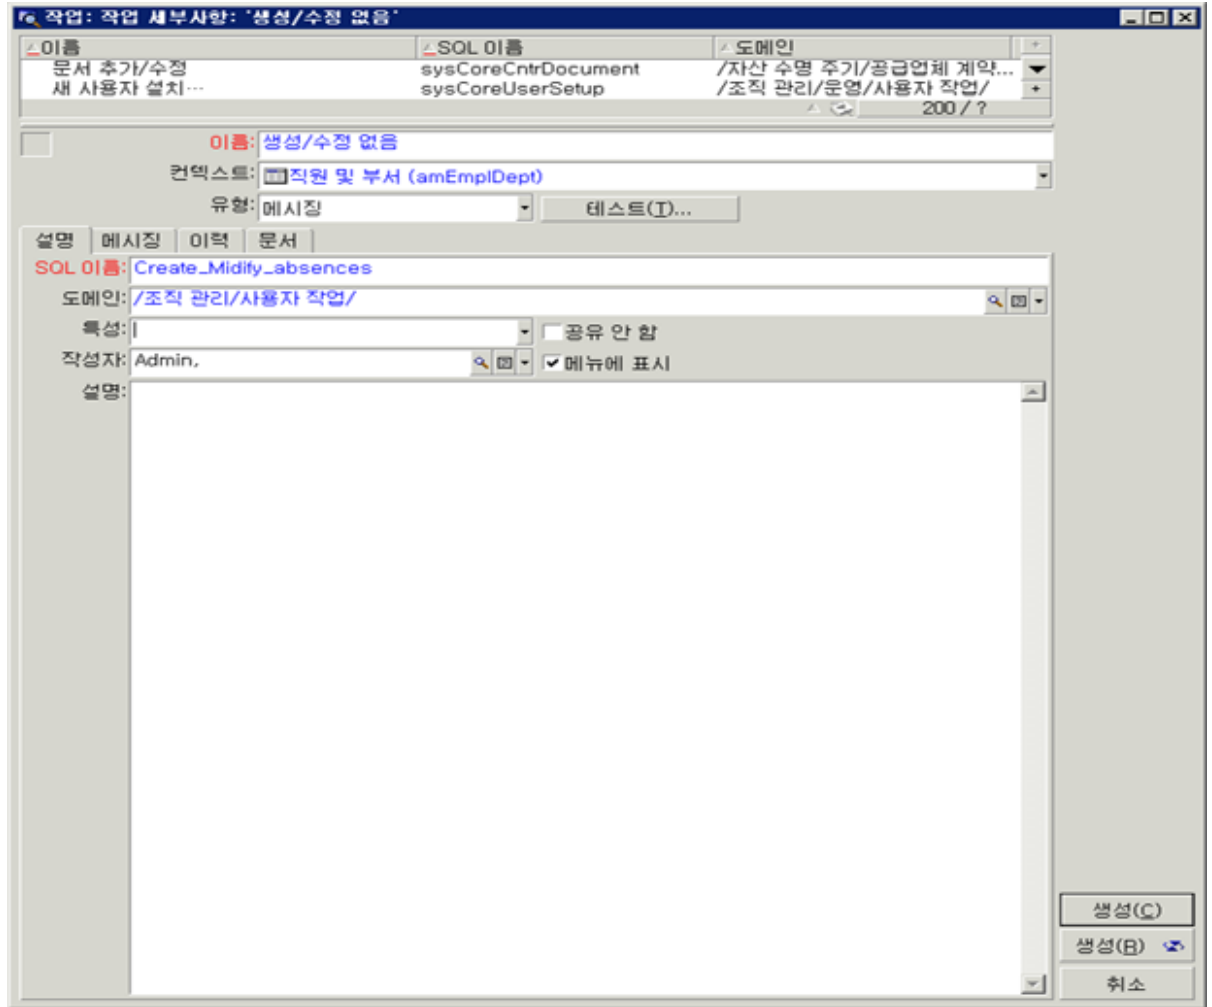 작업: 작업 세부사항: '생성/수정 없음'
이름 SQL 이름 도메인
문서 추가/수정 sysCoreCntrDocument /자산 수명 주기/공급업체 계약...
새 사용자 설치... sysCoreUserSetup /조직 관리/운영/사용자 작업/
200 / ?
이름: 생성/수정 없음
컨텍스트: 직원 및 부서 (amEmplDept)
유형: 메시징 테스트(T)...
설명 메시징 이력 문서
SQL 이름: Create_Midify_absences
도메인: /조직 관리/사용자 작업/
특성: 공유 안 함
작성자: Admin, 메뉴에 표시
설명:
생성(C)
생성(R)
취소